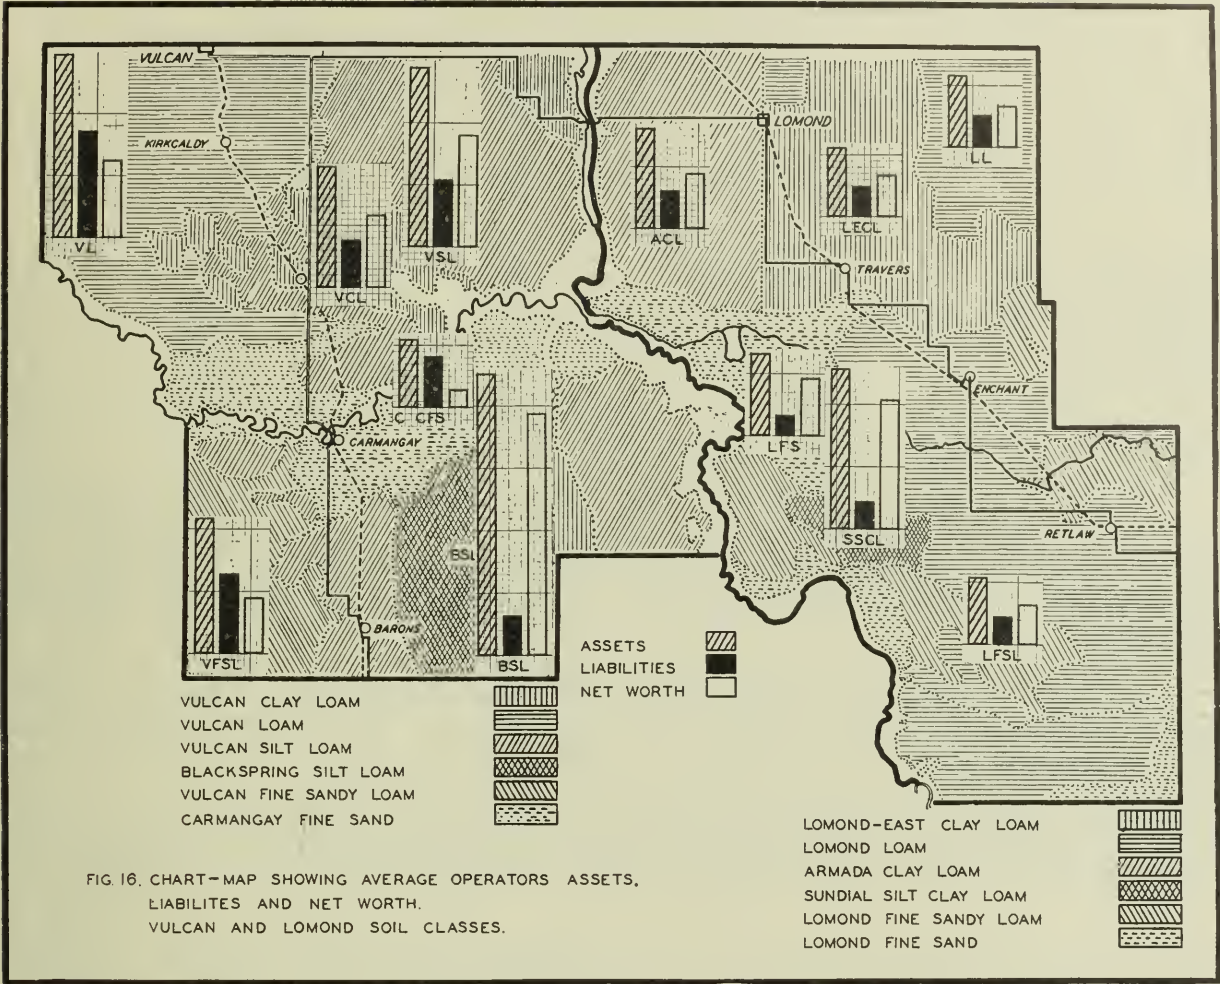 VULCAN
KIRKCALDY
LOMOND
TRAVERS
ENCHANT
RETLAW
CARMANGAY
BARONS
VL
VCL
VSL
ACL
LECL
LL
C CFS
LFS
SSCL
BSL
BSL
VFSL
LFSL
ASSETS
LIABILITIES
NET WORTH
VULCAN CLAY LOAM
VULCAN LOAM
VULCAN SILT LOAM
BLACKSPRING SILT LOAM
VULCAN FINE SANDY LOAM
CARMANGAY FINE SAND
LOMOND-EAST CLAY LOAM
LOMOND LOAM
ARMADA CLAY LOAM
SUNDIAL SILT CLAY LOAM
LOMOND FINE SANDY LOAM
LOMOND FINE SAND
FIG. 16. CHART-MAP SHOWING AVERAGE OPERATORS ASSETS,
LIABILITES AND NET WORTH.
VULCAN AND LOMOND SOIL CLASSES.